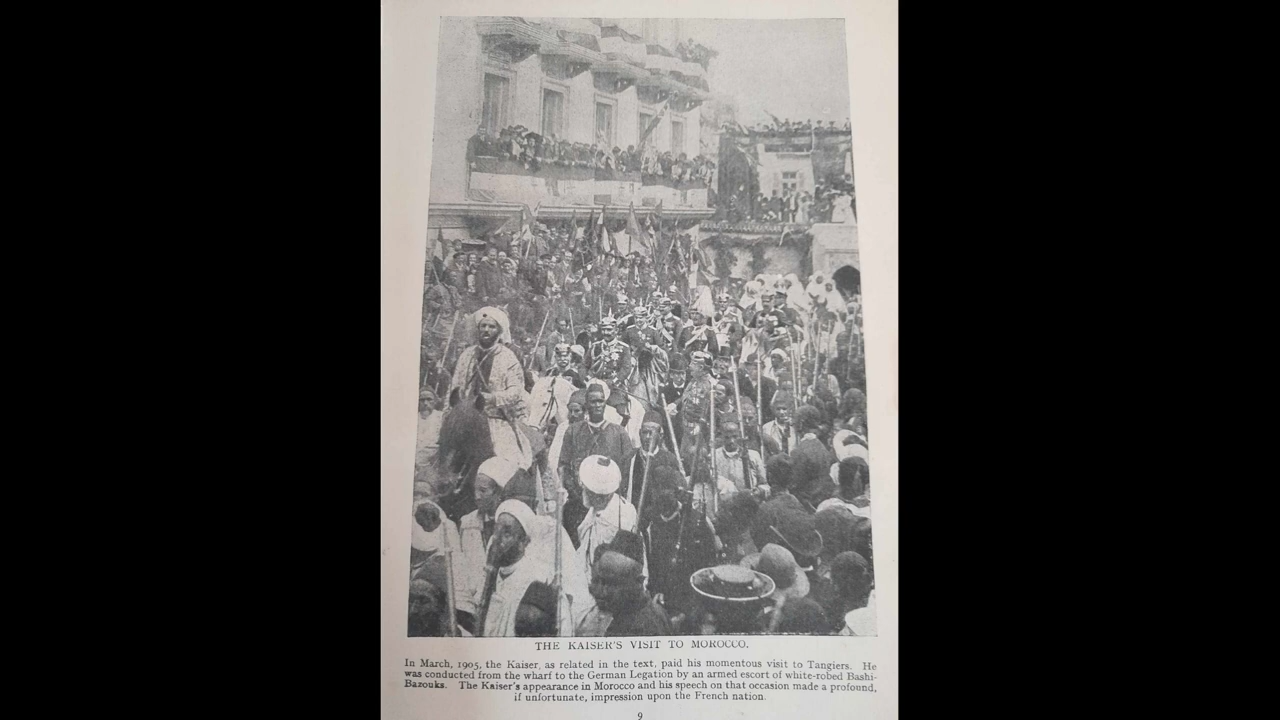 THE KAISER'S VISIT TO MOROCCO.
In March, 1905, the Kaiser, as related in the text, paid his momentous visit to Tangiers. He
was conducted from the wharf to the German Legation by an armed escort of white-robed Bashi-
Bazouks. The Kaiser's appearance in Morocco and his speech on that occasion made a profound,
if unfortunate, impression upon the French nation.
9